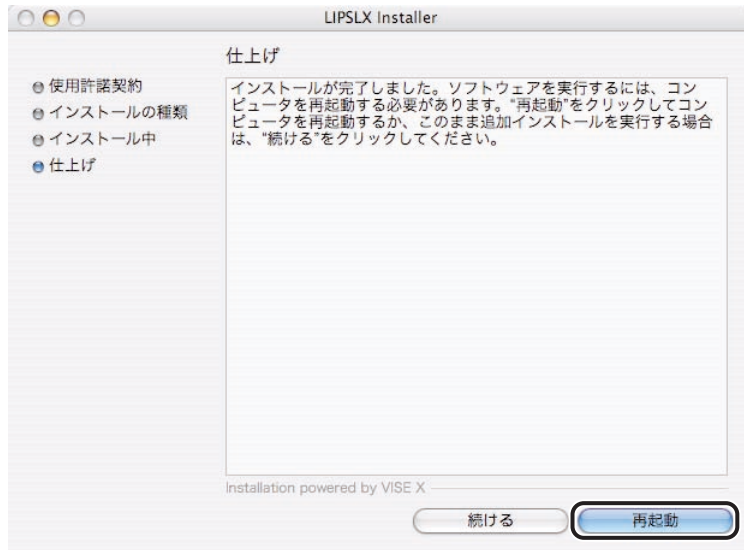 LIPSLX Installer
仕上げ
使用許諾契約
インストールの種類
インストール中
仕上げ
インストールが完了しました。ソフトウェアを実行するには、コン
ピュータを再起動する必要があります。“再起動”をクリックしてコン
ピュータを再起動するか、このまま追加インストールを実行する場合
は、“続ける”をクリックしてください。
Installation powered by VISE X
続ける
再起動